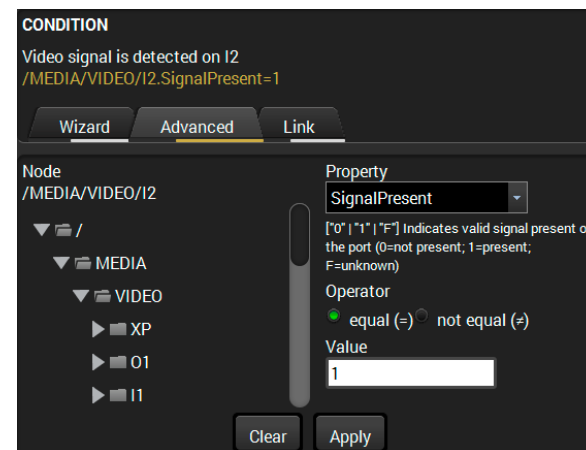 CONDITION
Video signal is detected on I2
/MEDIA/VIDEO/I2.SignalPresent=1
Wizard Advanced Link
Node
/MEDIA/VIDEO/I2
/
MEDIA
VIDEO
XP
O1
I1
Property
SignalPresent
["0" | "1" | "F"] Indicates valid signal present
the port (0=not present; 1=present;
F=unknown)
Operator
equal (=) not equal (≠)
Value
1
Clear Apply